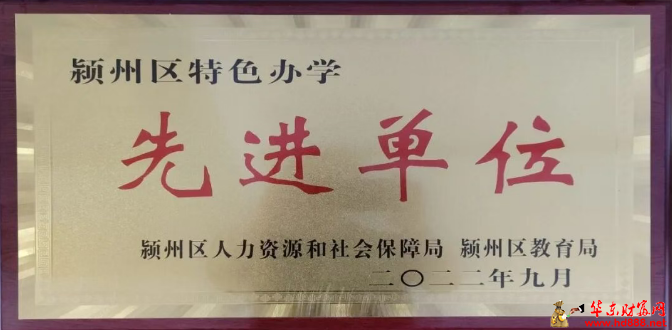 颍州区特色办学
先进单位
颍州区人力资源和社会保障局 颍州区教育局
二〇二二年九月
华东财富网